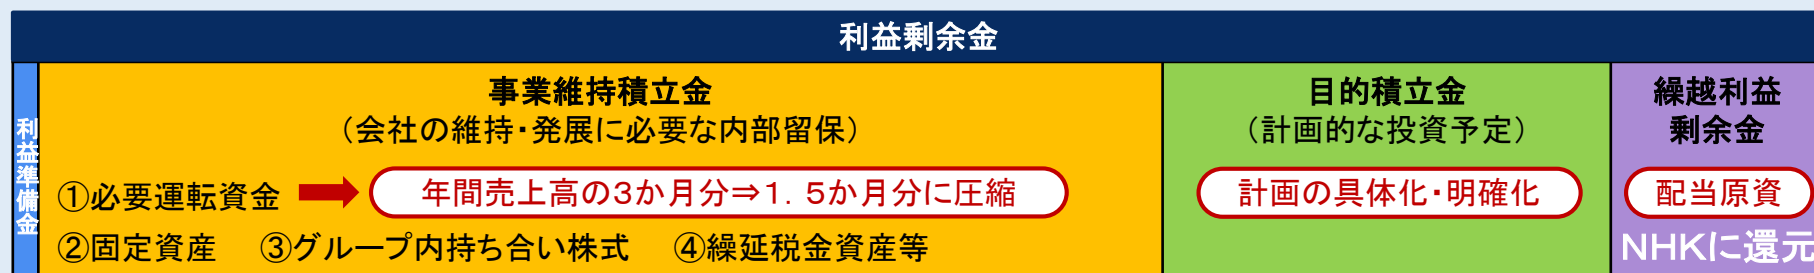 利益剰余金
利益準備金
事業維持積立金
（会社の維持・発展に必要な内部留保）
①必要運転資金
年間売上高の３か月分⇒１．５か月分に圧縮
②固定資産　③グループ内持ち合い株式　④繰延税金資産等
目的積立金
（計画的な投資予定）
計画の具体化・明確化
繰越利益
剰余金
配当原資
NHKに還元